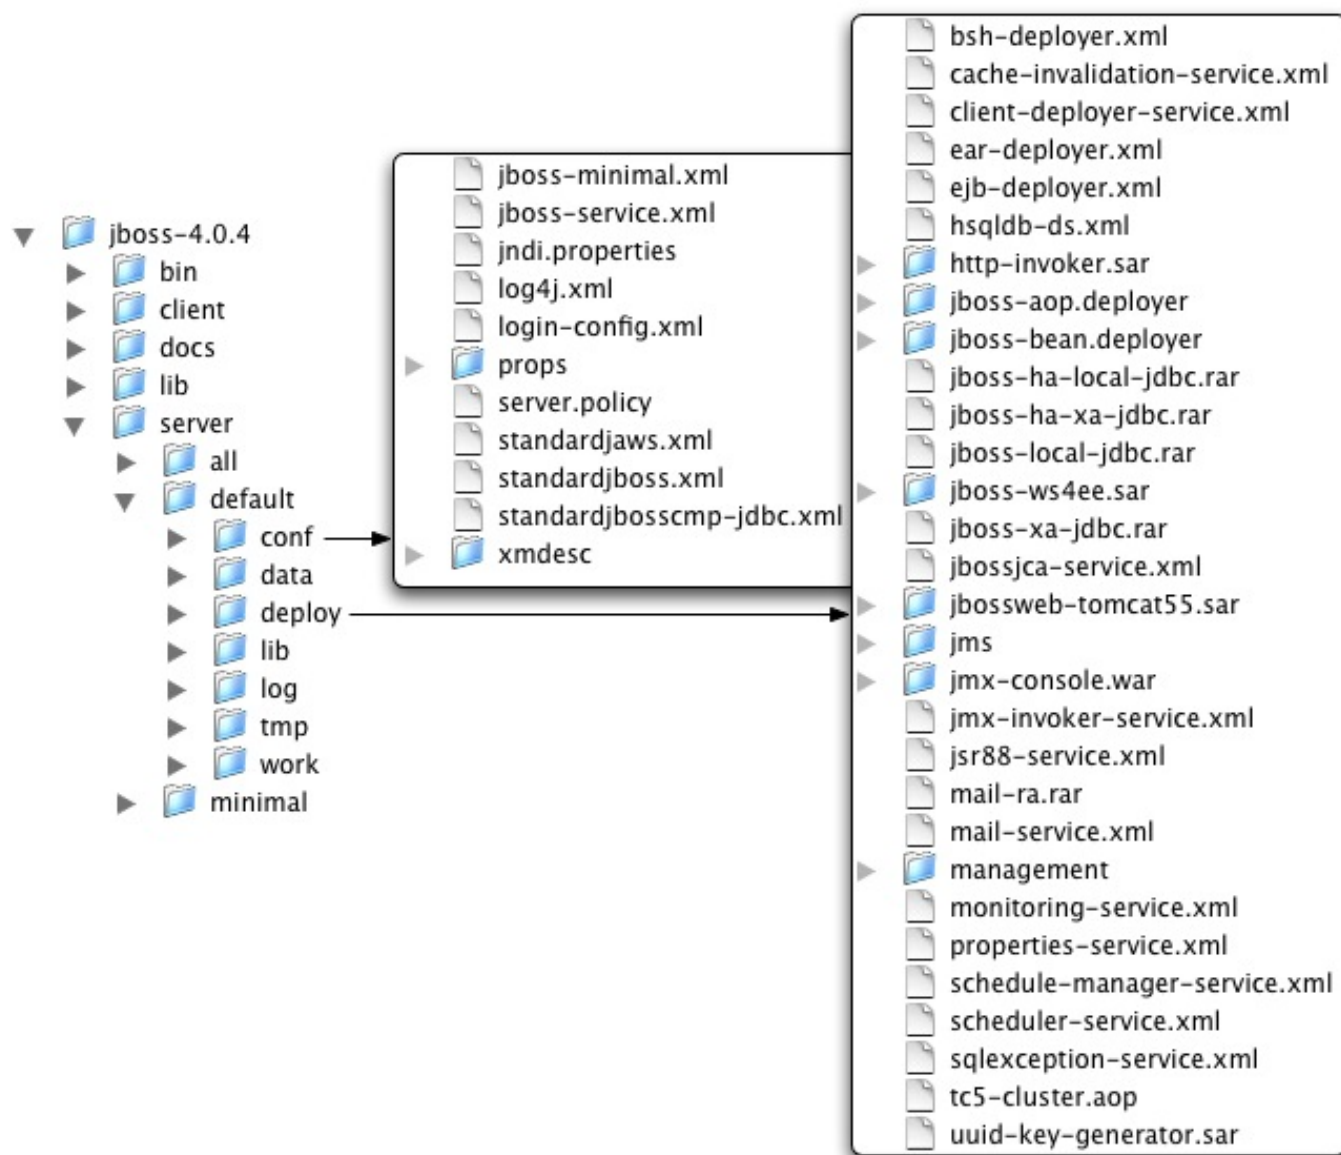 jboss-4.0.4
bin
client
docs
lib
server
all
default
conf
data
deploy
lib
log
tmp
work
minimal
jboss-minimal.xml
jboss-service.xml
jndi.properties
log4j.xml
login-config.xml
props
server.policy
standardjaws.xml
standardjboss.xml
standardjbosscmp-jdbc.xml
xmdesc
bsh-deployer.xml
cache-invalidation-service.xml
client-deployer-service.xml
ear-deployer.xml
ejb-deployer.xml
hsqldb-ds.xml
http-invoker.sar
jboss-aop.deployer
jboss-bean.deployer
jboss-ha-local-jdbc.rar
jboss-ha-xa-jdbc.rar
jboss-local-jdbc.rar
jboss-ws4ee.sar
jboss-xa-jdbc.rar
jbossjca-service.xml
jbossweb-tomcat55.sar
jms
jmx-console.war
jmx-invoker-service.xml
jsr88-service.xml
mail-ra.rar
mail-service.xml
management
monitoring-service.xml
properties-service.xml
schedule-manager-service.xml
scheduler-service.xml
sqlexception-service.xml
tc5-cluster.aop
uuid-key-generator.sar